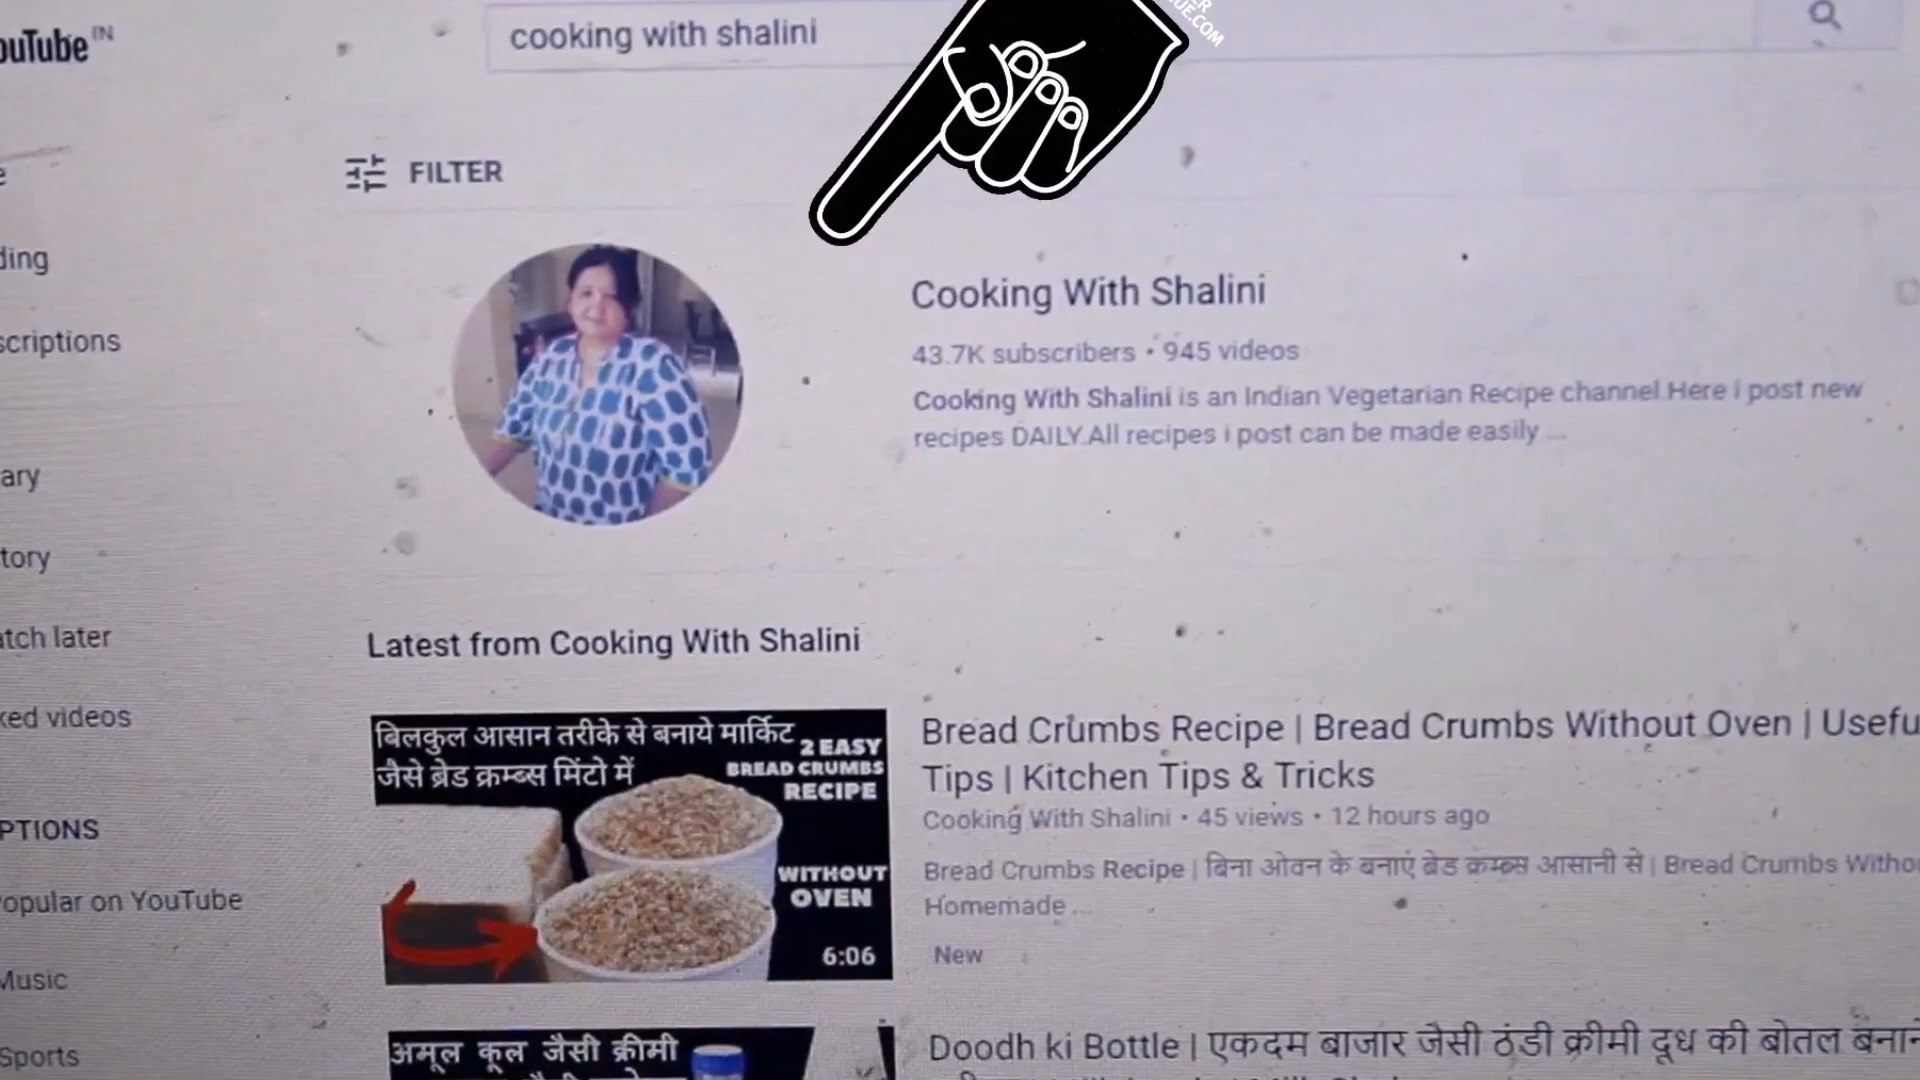 ouTube IN
cooking with shalini
UE.COM
FILTER
ding
scriptions
ary
tory
atch later
ked videos
PTIONS
opular on YouTube
Music
Sports
Cooking With Shalini
43.7K subscribers • 945 videos
Cooking With Shalini is an Indian Vegetarian Recipe channel.Here i post new
recipes DAILY.All recipes i post can be made easily ...
Latest from Cooking With Shalini
बिलकुल आसान तरीके से बनाये मार्किट
जैसे ब्रेड क्रम्ब्स मिंटो में
2 EASY
BREAD CRUMBS
RECIPE
WITHOUT
OVEN
6:06
Bread Crumbs Recipe | Bread Crumbs Without Oven | Usefu
Tips | Kitchen Tips & Tricks
Cooking With Shalini • 45 views • 12 hours ago
Bread Crumbs Recipe | बिना ओवन के बनाएं ब्रेड क्रम्ब्स आसानी से | Bread Crumbs Witho
Homemade ...
New
अमूल कूल जैसी क्रीमी
Doodh ki Bottle | एकदम बाजार जैसी ठंडी क्रीमी दूध की बोतल बनाने